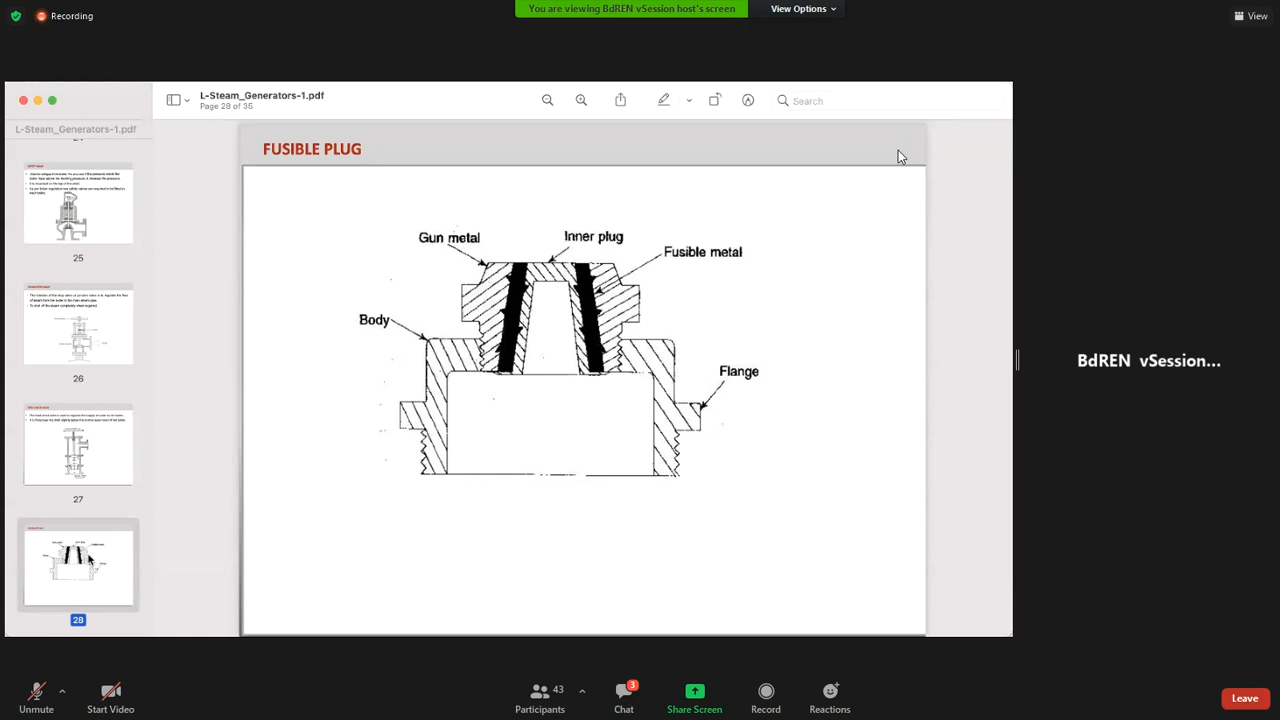 Recording
You are viewing BdREN vSession host's screen
View Options
View
L-Steam_Generators-1.pdf
Page 28 of 35
Search
L-Steam_Generators-1.pdf
25
26
27
28
FUSIBLE PLUG
Gun metal
Inner plug
Fusible metal
Body
Flange
BdREN vSession...
Unmute
Start Video
43
Participants
3
Chat
Share Screen
Record
Reactions
Leave